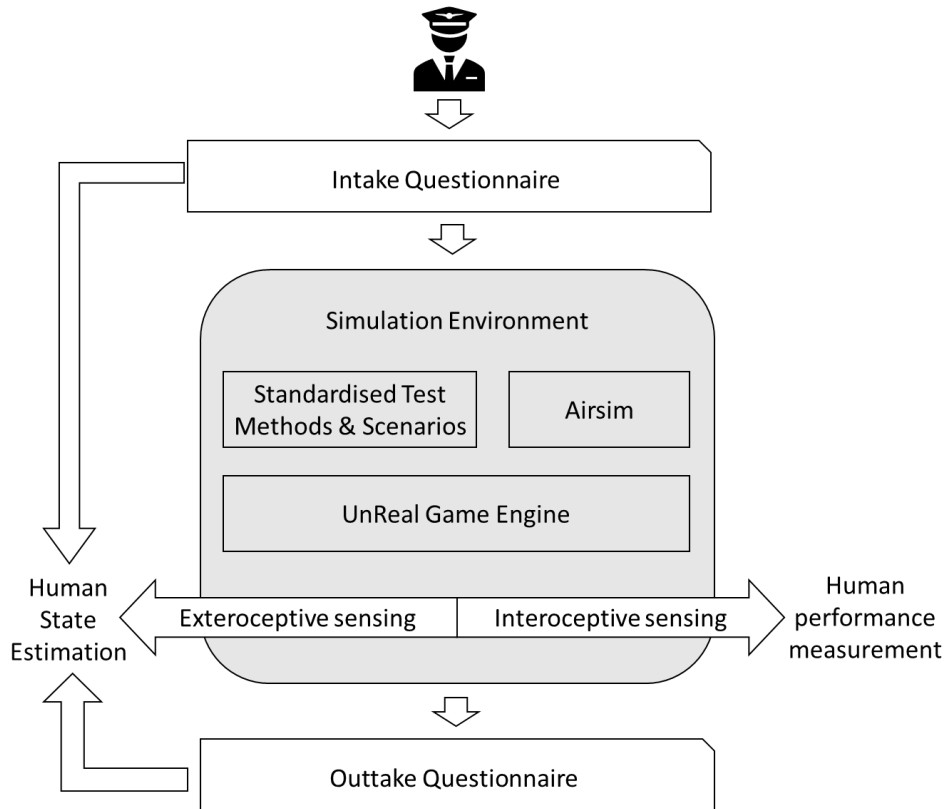 Intake Questionnaire
Simulation Environment
Standardised Test
Methods & Scenarios
Airsim
UnReal Game Engine
Human
State
Estimation
Exteroceptive sensing
Interoceptive sensing
Human
performance
measurement
Outtake Questionnaire